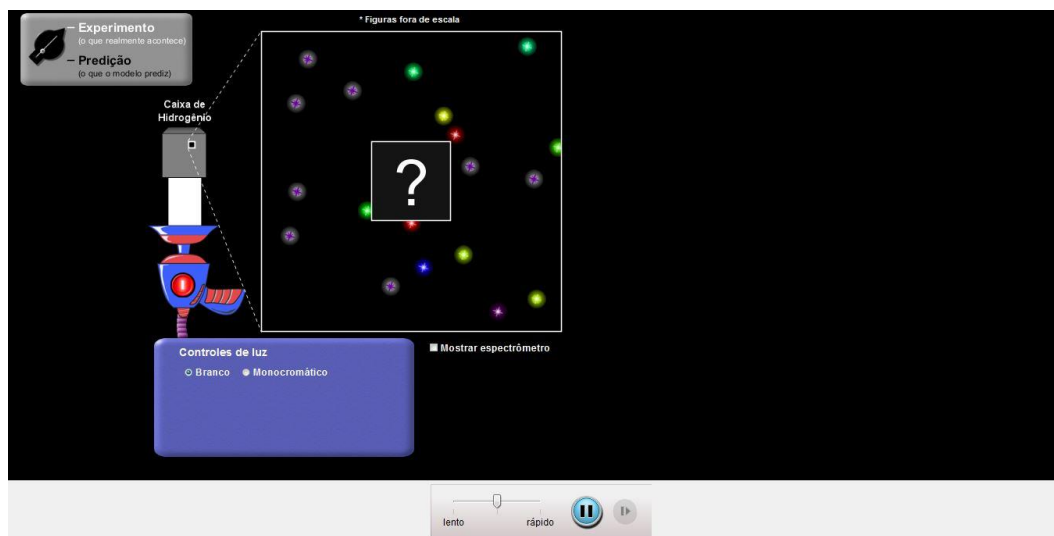 * Figuras fora de escala
Experimento
(o que realmente acontece)
Predição
(o que o modelo prediz)
Caixa de
Hidrogênio
?
Mostrar espectrômetro
Controles de luz
Branco Monocromático
lento rápido